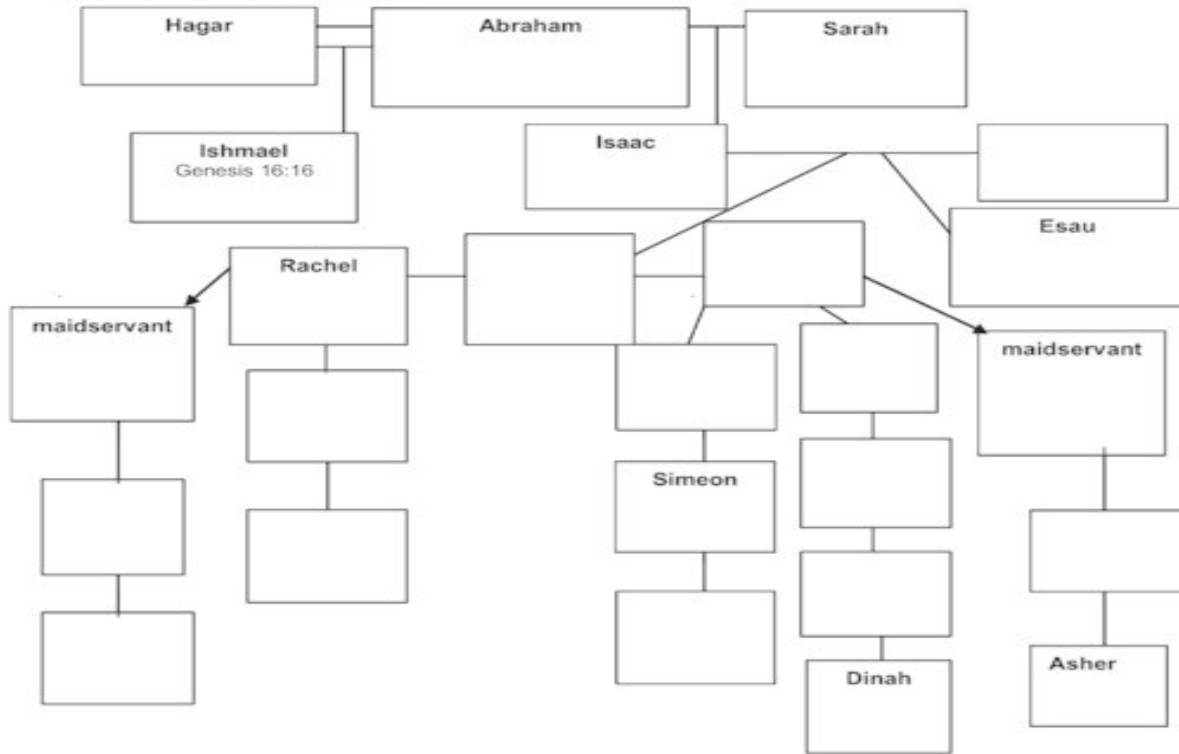 Hagar
Abraham
Sarah
Ishmael
Genesis 16:16
Isaac
Esau
Rachel
maidservant
maidservant
Simeon
Dinah
Asher